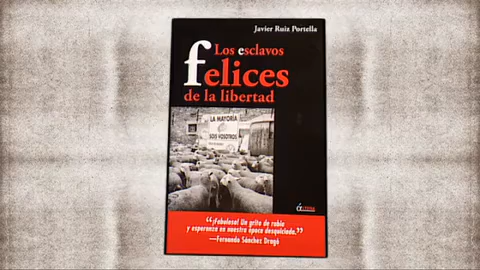 Javier Ruiz Portella
Los esclavos
felices
de la libertad
LA MAYORÍA
SOIS VOSOTROS
áltera
“¡Fabuloso! Un grito de rabia
y esperanza en nuestra época desquiciada.”
—Fernando Sánchez Dragó